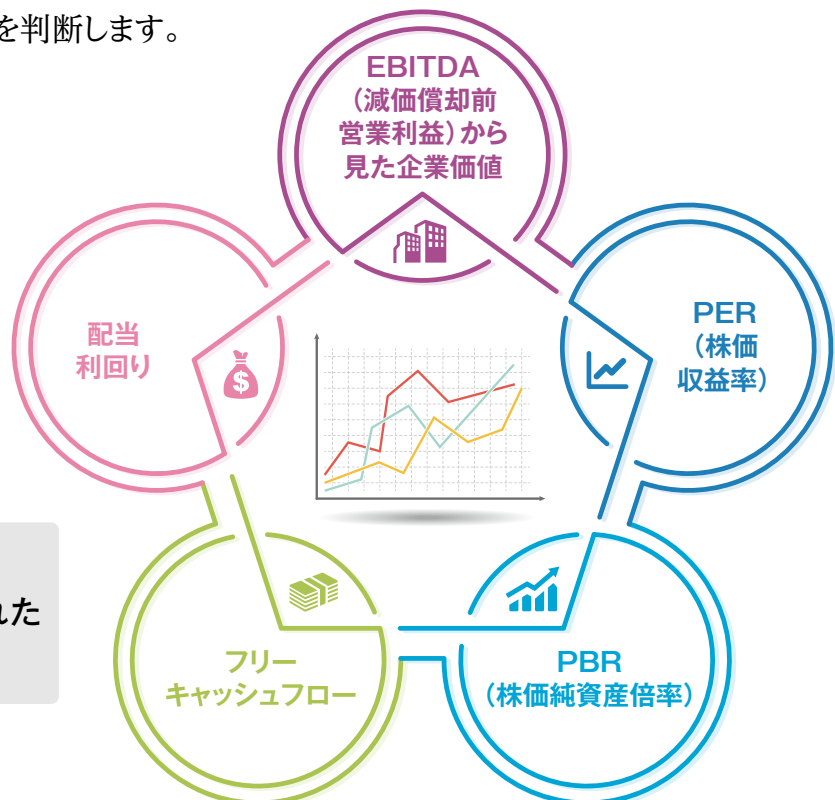 を判断します。
EBITDA
（減価償却前
営業利益）から
見た企業価値
配当
利回り
PER
（株価
収益率）
れた
フリー
キャッシュフロー
PBR
（株価純資産倍率）